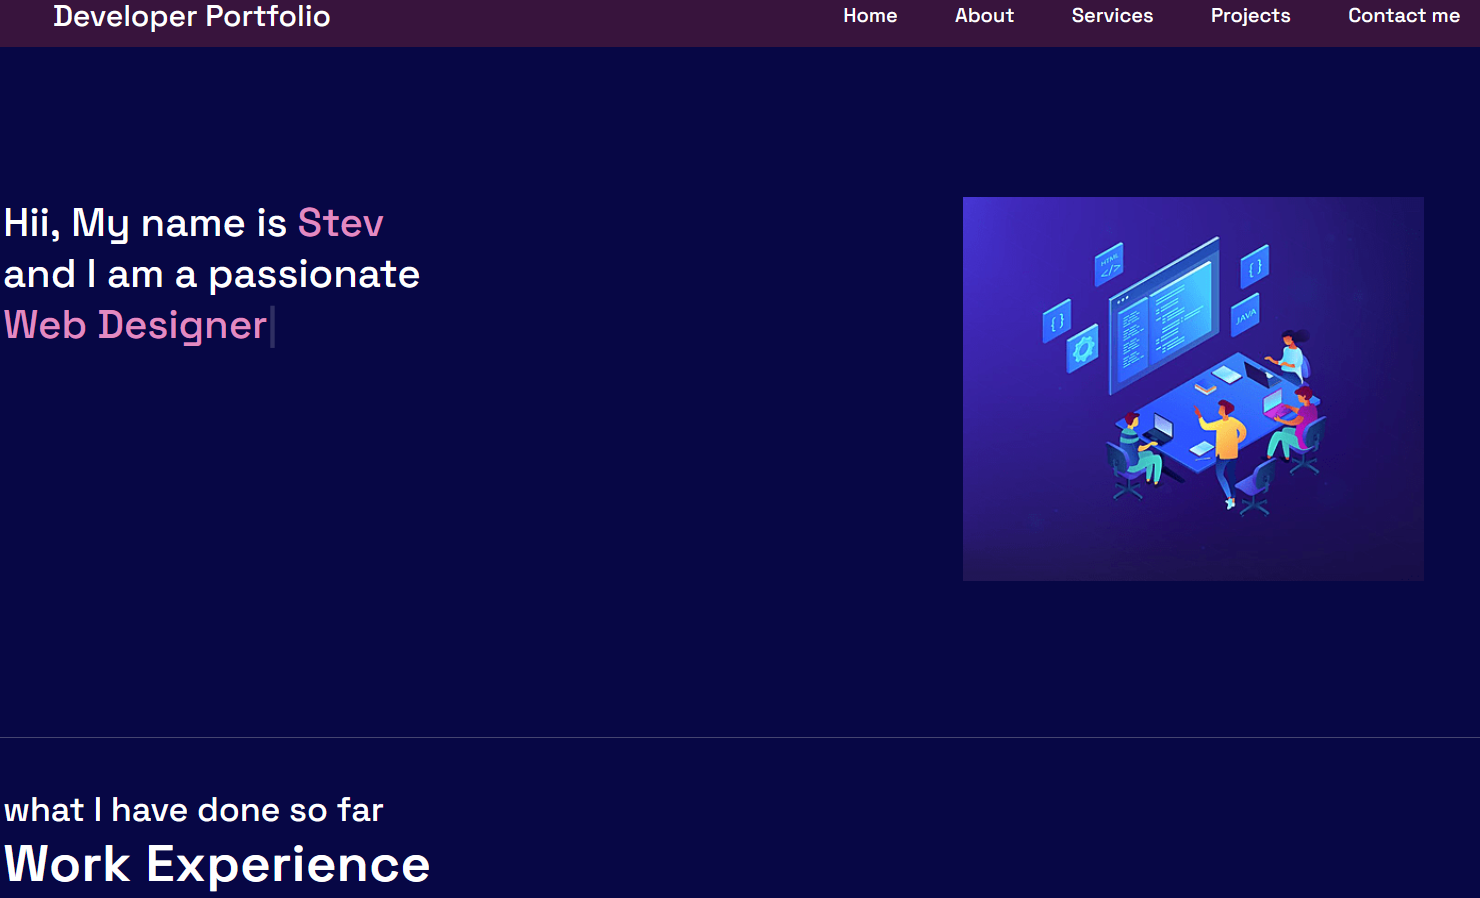 Developer Portfolio
Home About Services Projects Contact me
Hii, My name is Stev
and I am a passionate
Web Designer
HTML
</>
{ }
{ }
JAVA
what I have done so far
Work Experience